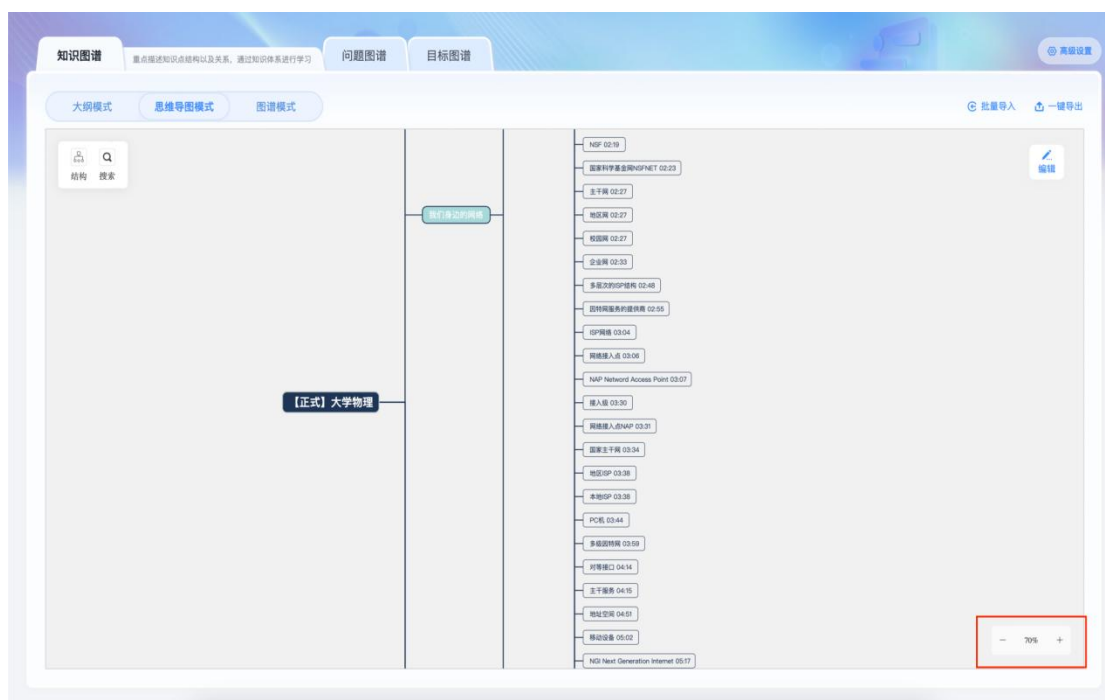 知识图谱
重点描述知识点结构以及关系，通过知识体系进行学习
问题图谱
目标图谱
高级设置
大纲模式
思维导图模式
图谱模式
批量导入
一键导出
结构
搜索
编辑
NSF 02:19
国家科学基金网NSFNET 02:23
主干网 02:27
我们身边的网络
地区网 02:27
校园网 02:27
企业网 02:33
多层次的ISP结构 02:48
因特网服务的提供商 02:55
ISP网络 03:04
网络接入点 03:06
NAP Netword Access Point 03:07
【正式】大学物理
接入级 03:30
网络接入点NAP 03:31
国家主干网 03:34
地区ISP 03:38
本地ISP 03:38
PC机 03:44
多级因特网 03:59
对等接口 04:14
主干服务 04:15
地址空间 04:51
移动设备 05:02
NGI Next Generation Internet 05:17
－ 70% ＋